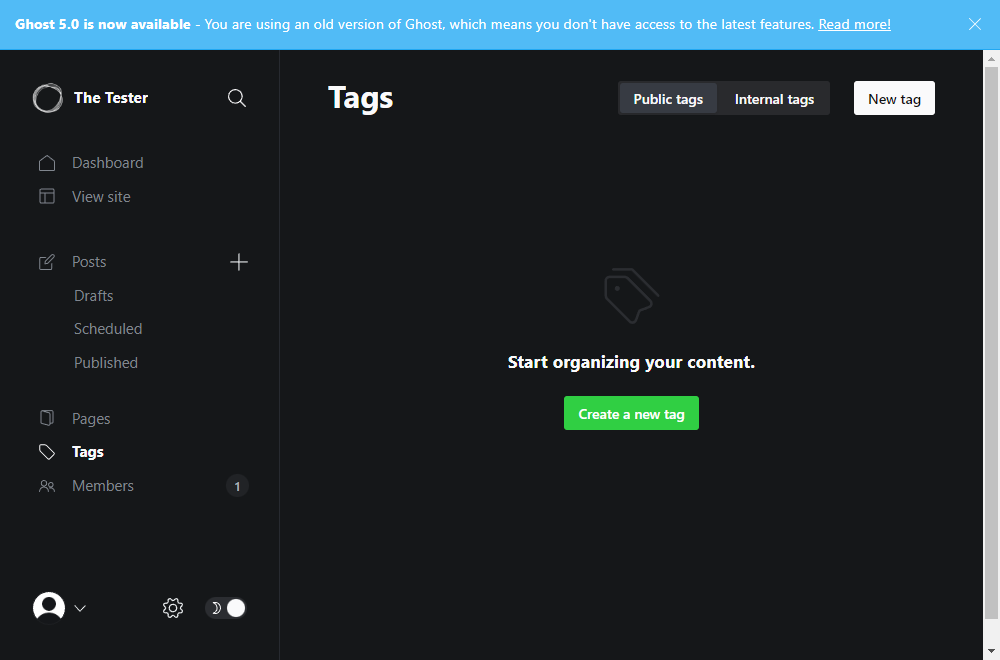 Ghost 5.0 is now available - You are using an old version of Ghost, which means you don't have access to the latest features. Read more!
The Tester
Dashboard
View site
Posts
Drafts
Scheduled
Published
Pages
Tags
Members 1
Tags
Public tags Internal tags New tag
Start organizing your content.
Create a new tag